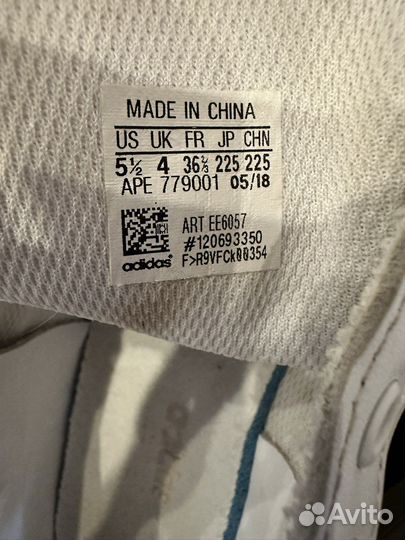 MADE IN CHINA
US UK FR JP CHN
5½ 4 36⅔ 225 225
APE 779001 05/18
ART EE6057
#120693350
adidas F>R9VFCk00354
Avito